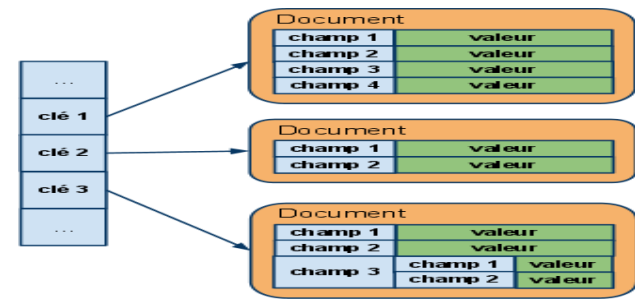 ...
clé 1
clé 2
clé 3
...
Document
champ 1 valeur
champ 2 valeur
champ 3 valeur
champ 4 valeur
Document
champ 1 valeur
champ 2 valeur
Document
champ 1 valeur
champ 2 valeur
champ 3 champ 1 valeur
champ 2 valeur